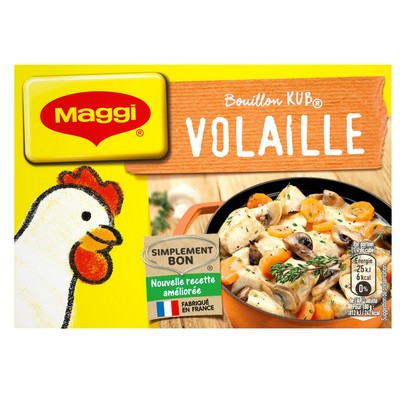 Maggi
®
Bouillon KUB®
VOLAILLE
SIMPLEMENT
BON®
Nouvelle recette
améliorée
FABRIQUÉ
EN FRANCE
Énergie
25 kJ
6 kcal
0%